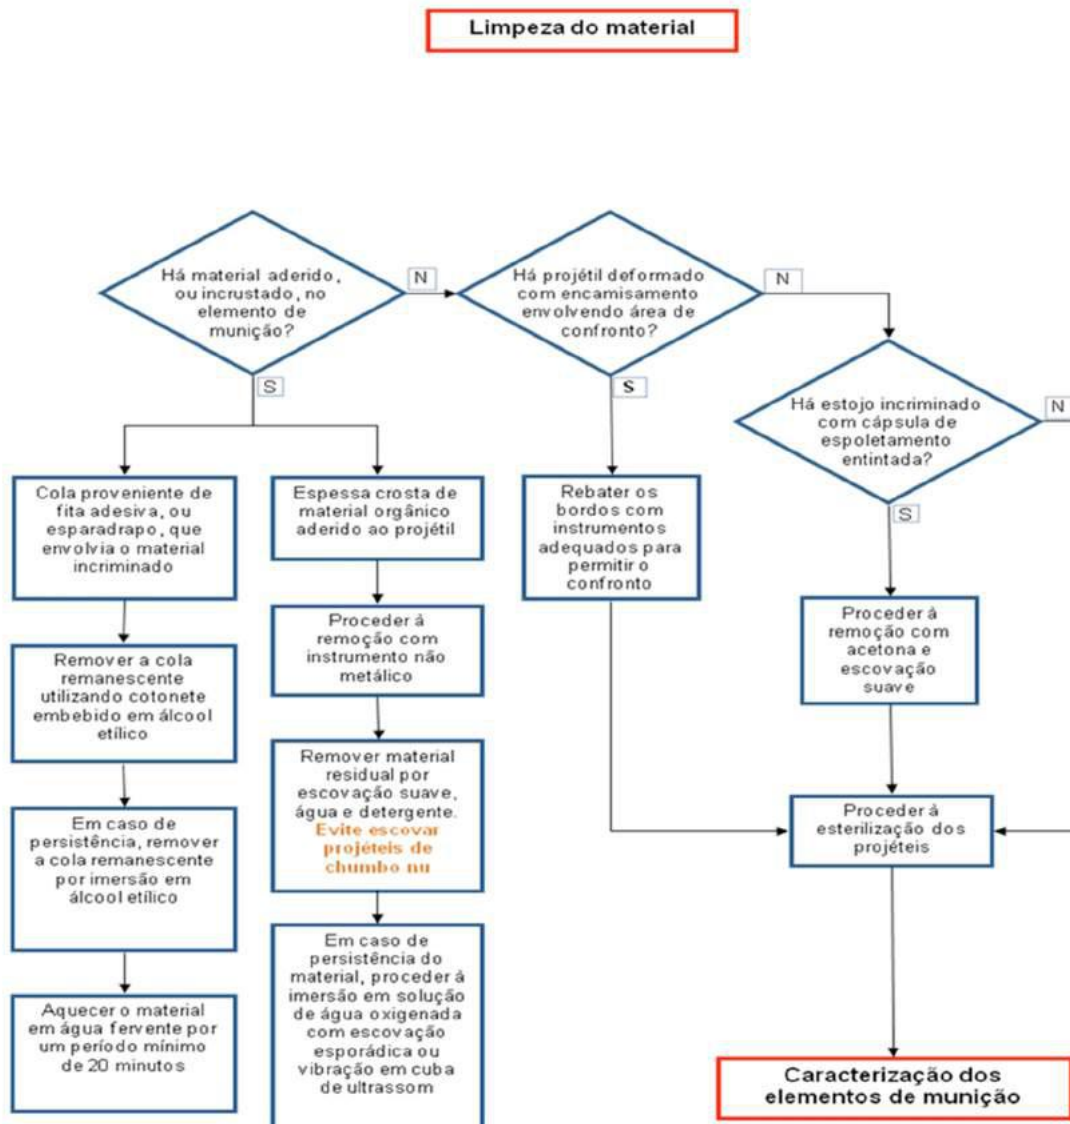 Limpeza do material
Há material aderido,
ou incrustado, no
elemento de
munição?
N
S
Há projétil deformado
com encamisamento
envolvendo área de
confronto?
N
S
Há estojo incriminado
com cápsula de
espoletamento
entintada?
N
S
Cola proveniente de
fita adesiva, ou
esparadrapo, que
envolvia o material
incriminado
Espessa crosta de
material orgânico
aderido ao projétil
Rebater os
bordos com
instrumentos
adequados para
permitir o
confronto
Remover a cola
remanescente
utilizando cotonete
embebido em álcool
etílico
Proceder à
remoção com
instrumento não
metálico
Proceder à
remoção com
acetona e
escovação
suave
Em caso de
persistência, remover
a cola remanescente
por imersão em
álcool etílico
Remover material
residual por
escovação suave,
água e detergente.
Evite escovar
projéteis de
chumbo nu
Proceder à
esterilização dos
projéteis
Aquecer o material
em água fervente por
um período mínimo
de 20 minutos
Em caso de
persistência do
material, proceder à
imersão em solução
de água oxigenada
com escovação
esporádica ou
vibração em cuba
de ultrassom
Caracterização dos
elementos de munição